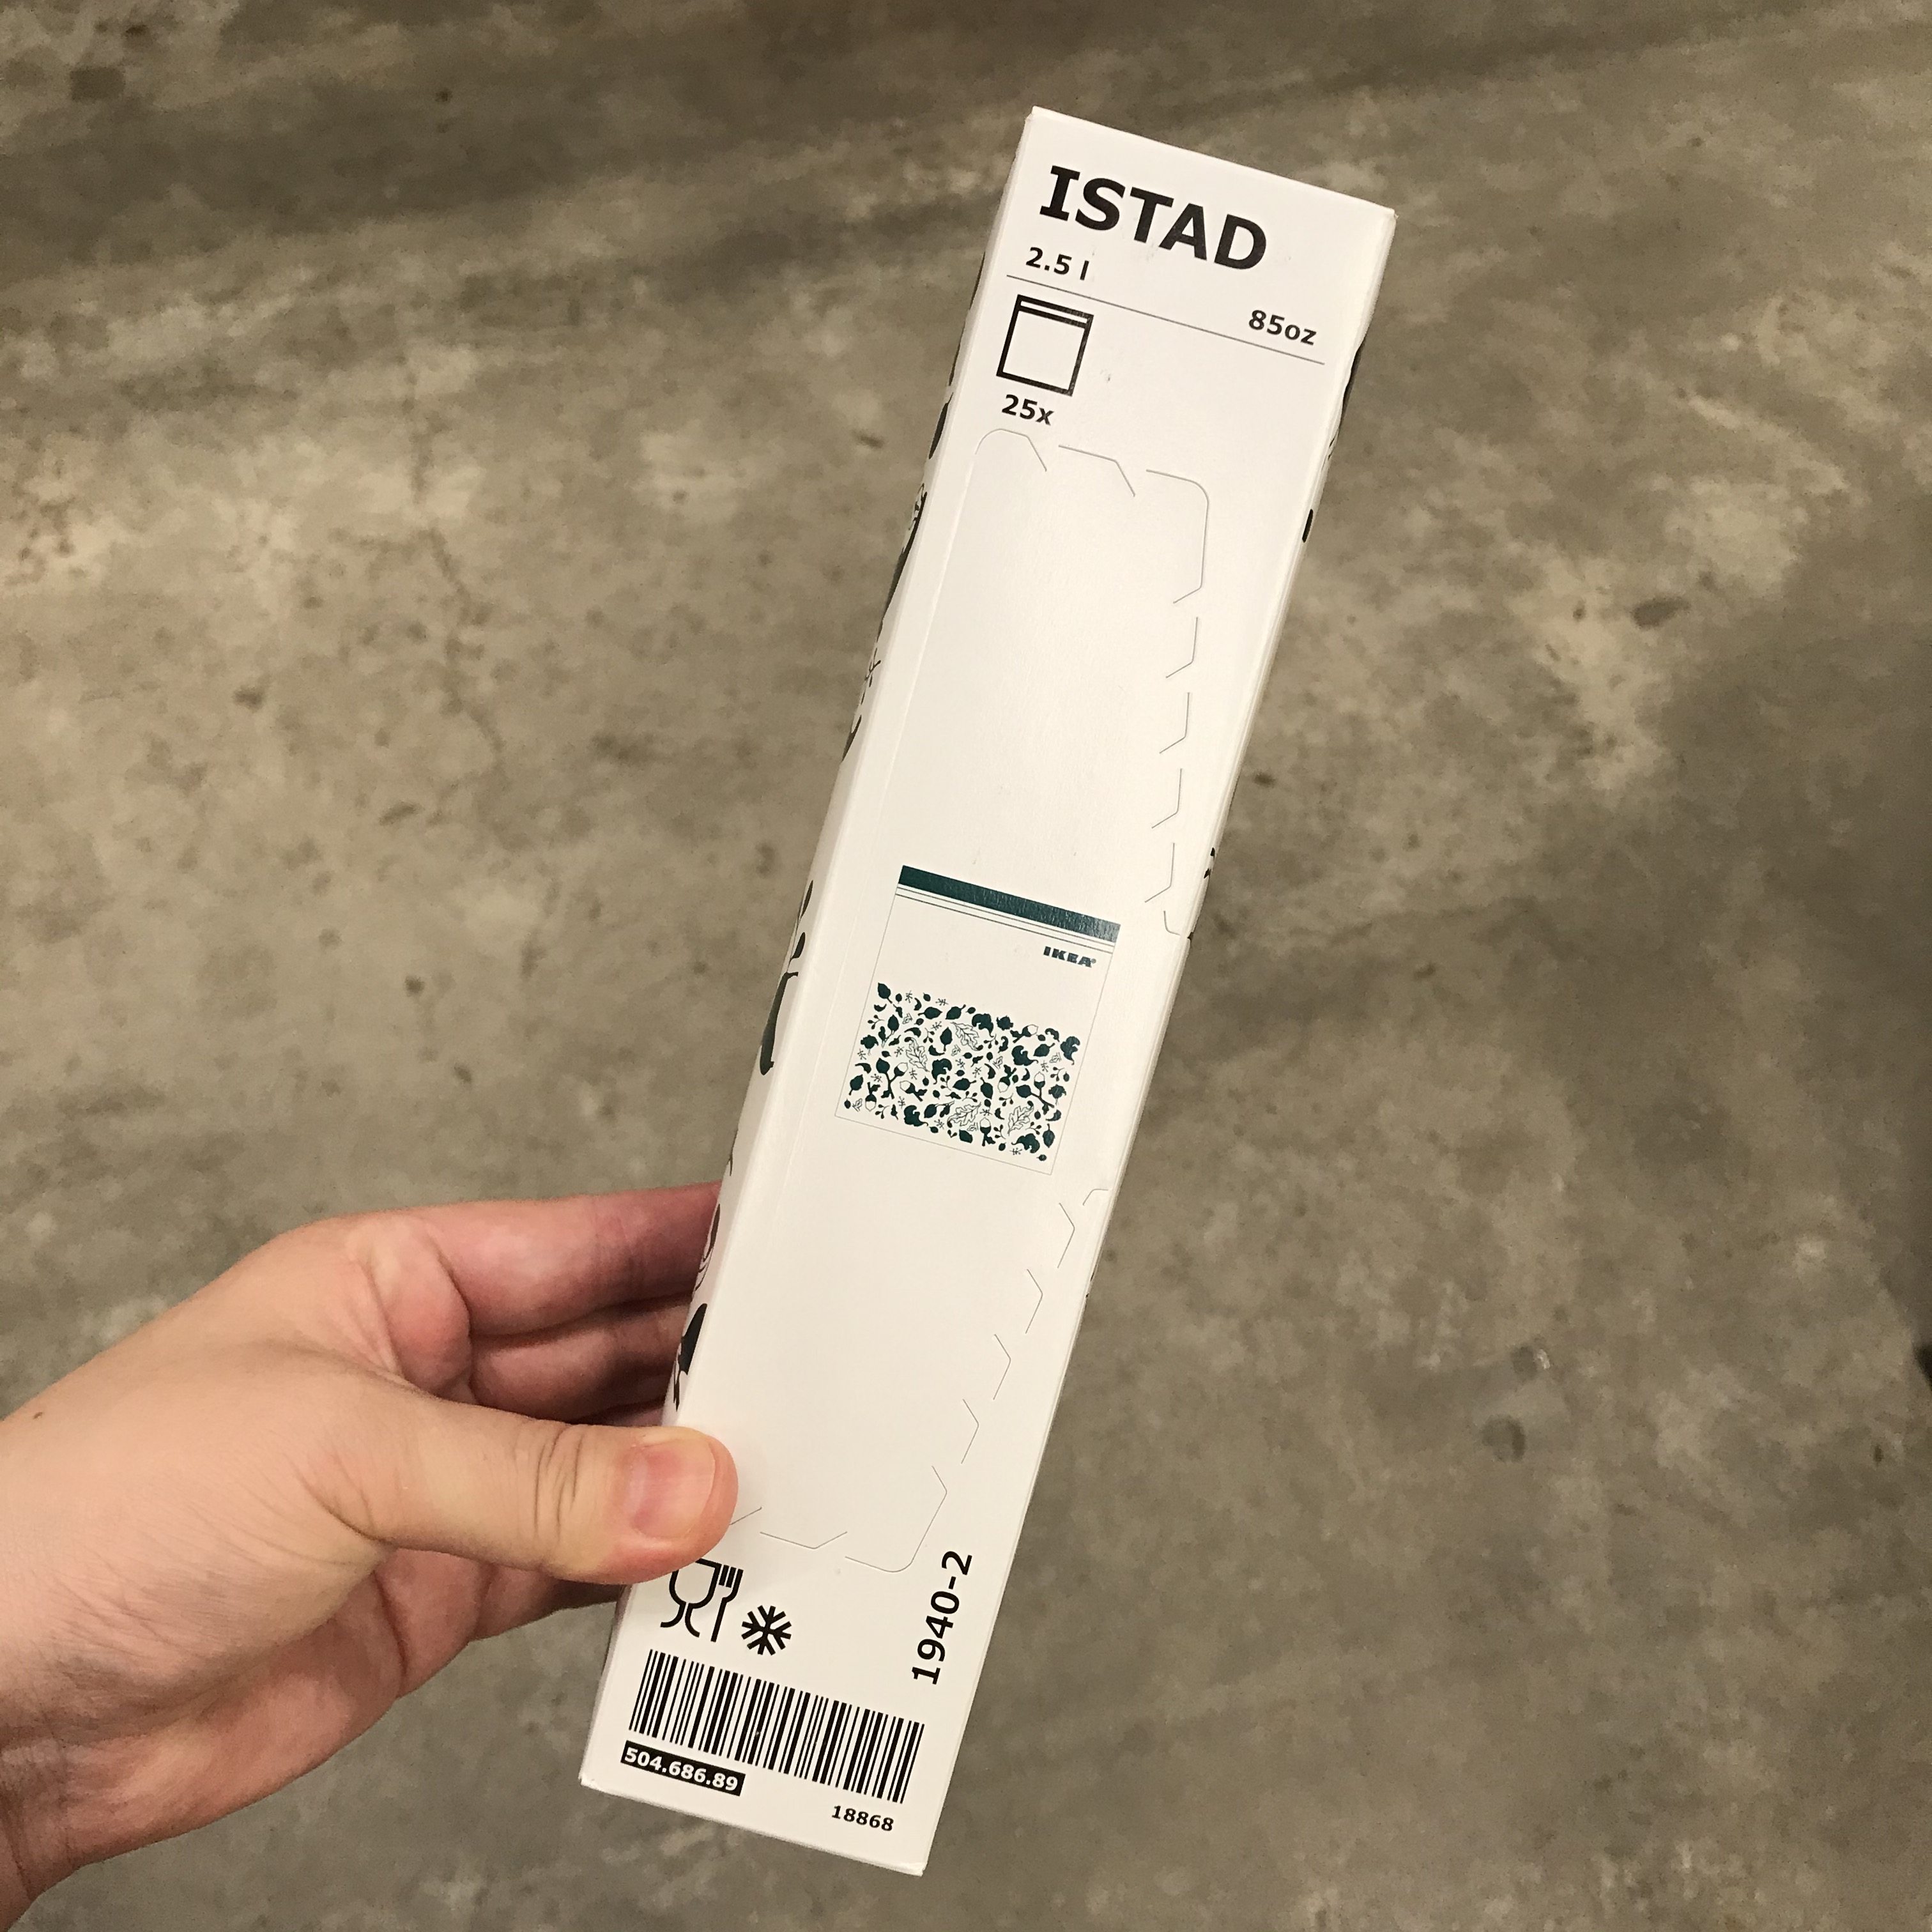 ISTAD
2.5 l
85oz
25x
IKEA®
1940-2
504.686.89
18868